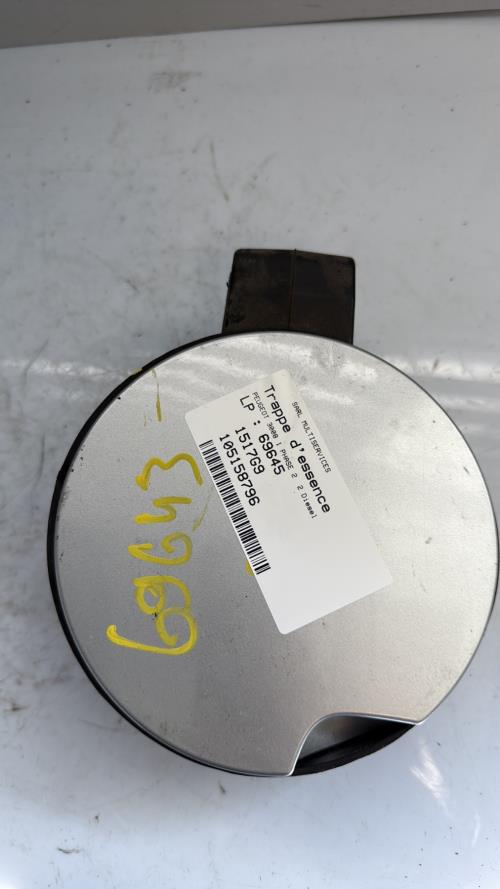 SARL MULTISERVICES
Trappe d'essence
PEUGEOT 3008 1 PHASE 2 2 Diesel
LP : 69645
1517G9
105158796
69643